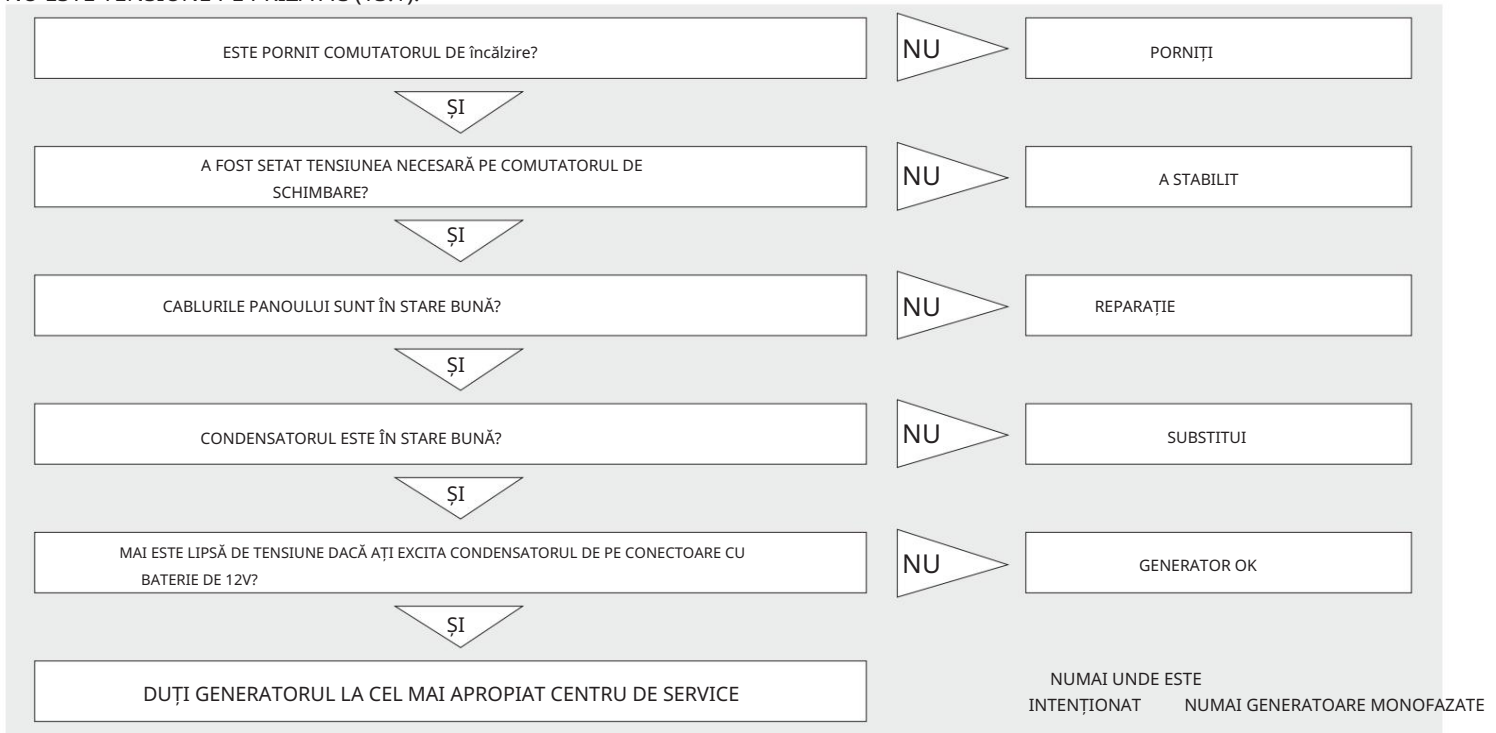 ESTE PORNIT COMUTATORUL DE încălzire?
NU
PORNIȚI
ȘI
A FOST SETAT TENSIUNEA NECESARĂ PE COMUTATORUL DE
SCHIMBARE?
NU
A STABILIT
ȘI
CABLURILE PANOULUI SUNT ÎN STARE BUNĂ?
NU
REPARAȚIE
ȘI
CONDENSATORUL ESTE ÎN STARE BUNĂ?
NU
SUBSTITUI
ȘI
MAI ESTE LIPSĂ DE TENSIUNE DACĂ AȚI EXCITA CONDENSATORUL DE PE CONECTOARE CU
BATERIE DE 12V?
NU
GENERATOR OK
ȘI
DUȚI GENERATORUL LA CEL MAI APROPIAT CENTRU DE SERVICE
NUMAI UNDE ESTE
INTENȚIONAT NUMAI GENERATOARE MONOFAZATE